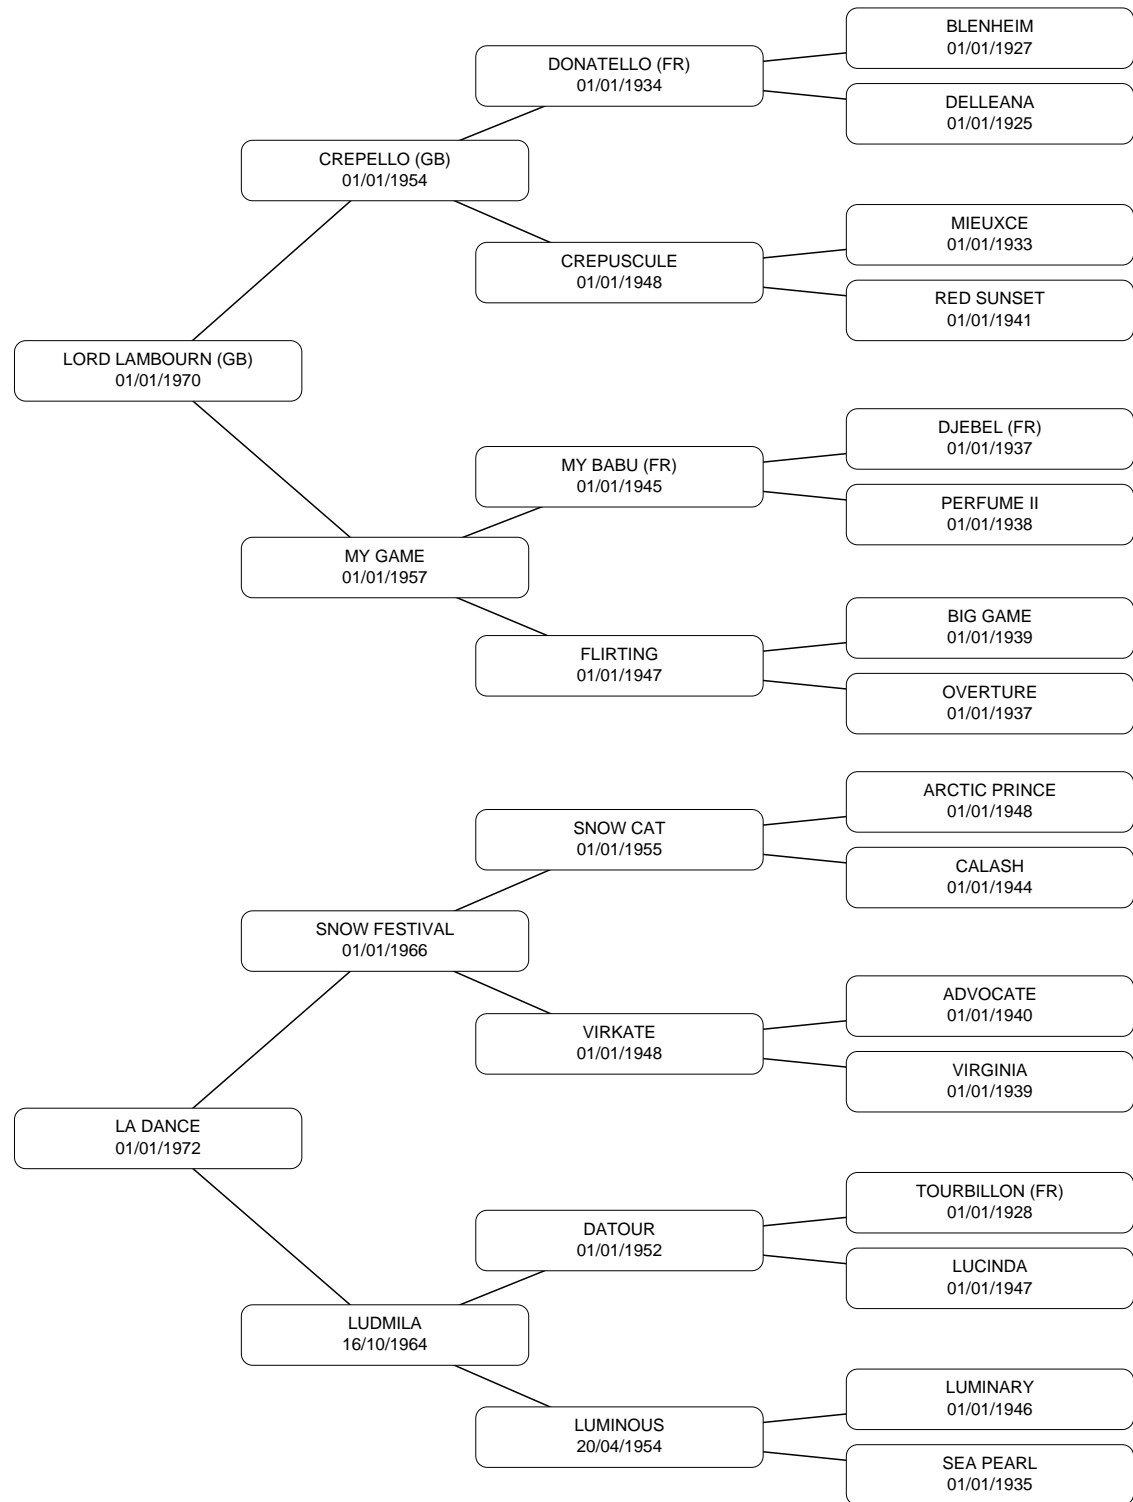 BLENHEIM
01/01/1927
DONATELLO (FR)
01/01/1934
DELLEANA
01/01/1925
CREPELLO (GB)
01/01/1954
MIEUXCE
01/01/1933
CREPUSCULE
01/01/1948
RED SUNSET
01/01/1941
LORD LAMBOURN (GB)
01/01/1970
DJEBEL (FR)
01/01/1937
MY BABU (FR)
01/01/1945
PERFUME II
01/01/1938
MY GAME
01/01/1957
BIG GAME
01/01/1939
FLIRTING
01/01/1947
OVERTURE
01/01/1937
ARCTIC PRINCE
01/01/1948
SNOW CAT
01/01/1955
CALASH
01/01/1944
SNOW FESTIVAL
01/01/1966
ADVOCATE
01/01/1940
VIRKATE
01/01/1948
VIRGINIA
01/01/1939
LA DANCE
01/01/1972
TOURBILLON (FR)
01/01/1928
DATOUR
01/01/1952
LUCINDA
01/01/1947
LUDMILA
16/10/1964
LUMINARY
01/01/1946
LUMINOUS
20/04/1954
SEA PEARL
01/01/1935